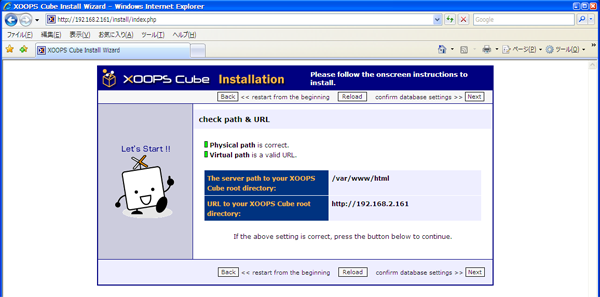 XOOPS Cube Install Wizard - Windows Internet Explorer
http://192.168.2.161/install/index.php
Google
ファイル(F) 編集(E) 表示(V) お気に入り(A) ツール(T) ヘルプ(H)
XOOPS Cube Install Wizard
ページ(P) ツール(O)
XOOPS Cube Installation
Please follow the onscreen instructions to
install.
Back << restart from the beginning Reload confirm database settings >> Next
Let's Start !!
check path & URL
Physical path is correct.
Virtual path is a valid URL.
The server path to your XOOPS
Cube root directory:
/var/www/html
URL to your XOOPS Cube root
directory:
http://192.168.2.161
If the above setting is correct, press the button below to continue.
Back << restart from the beginning Reload confirm database settings >> Next